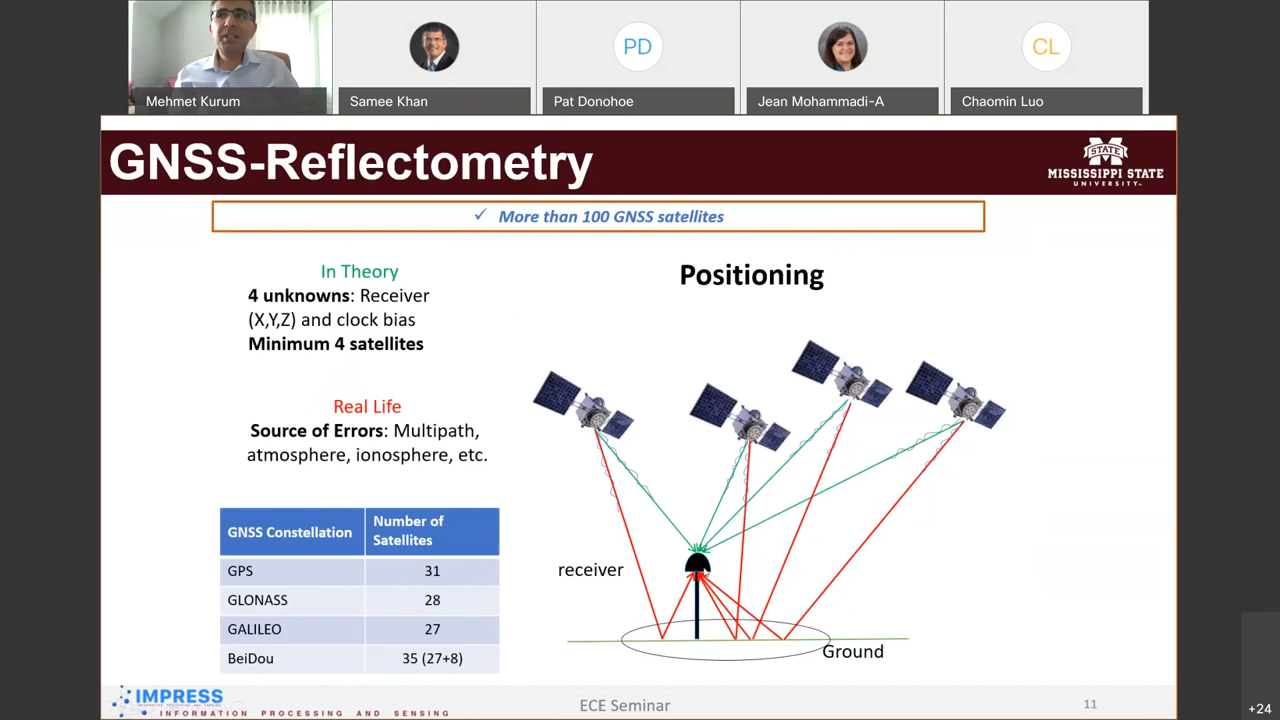 Mehmet Kurum
Samee Khan
PD
Pat Donohoe
Jean Mohammadi-A
CL
Chaomin Luo
GNSS-Reflectometry
STATE
MISSISSIPPI STATE
UNIVERSITY™
✓ More than 100 GNSS satellites
In Theory
4 unknowns: Receiver
(X,Y,Z) and clock bias
Minimum 4 satellites
Positioning
Real Life
Source of Errors: Multipath,
atmosphere, ionosphere, etc.
GNSS Constellation Number of Satellites
GPS 31
GLONASS 28
GALILEO 27
BeiDou 35 (27+8)
receiver
Ground
IMPRESS
INFORMATION PROCESSING AND SENSING
ECE Seminar
11
+24